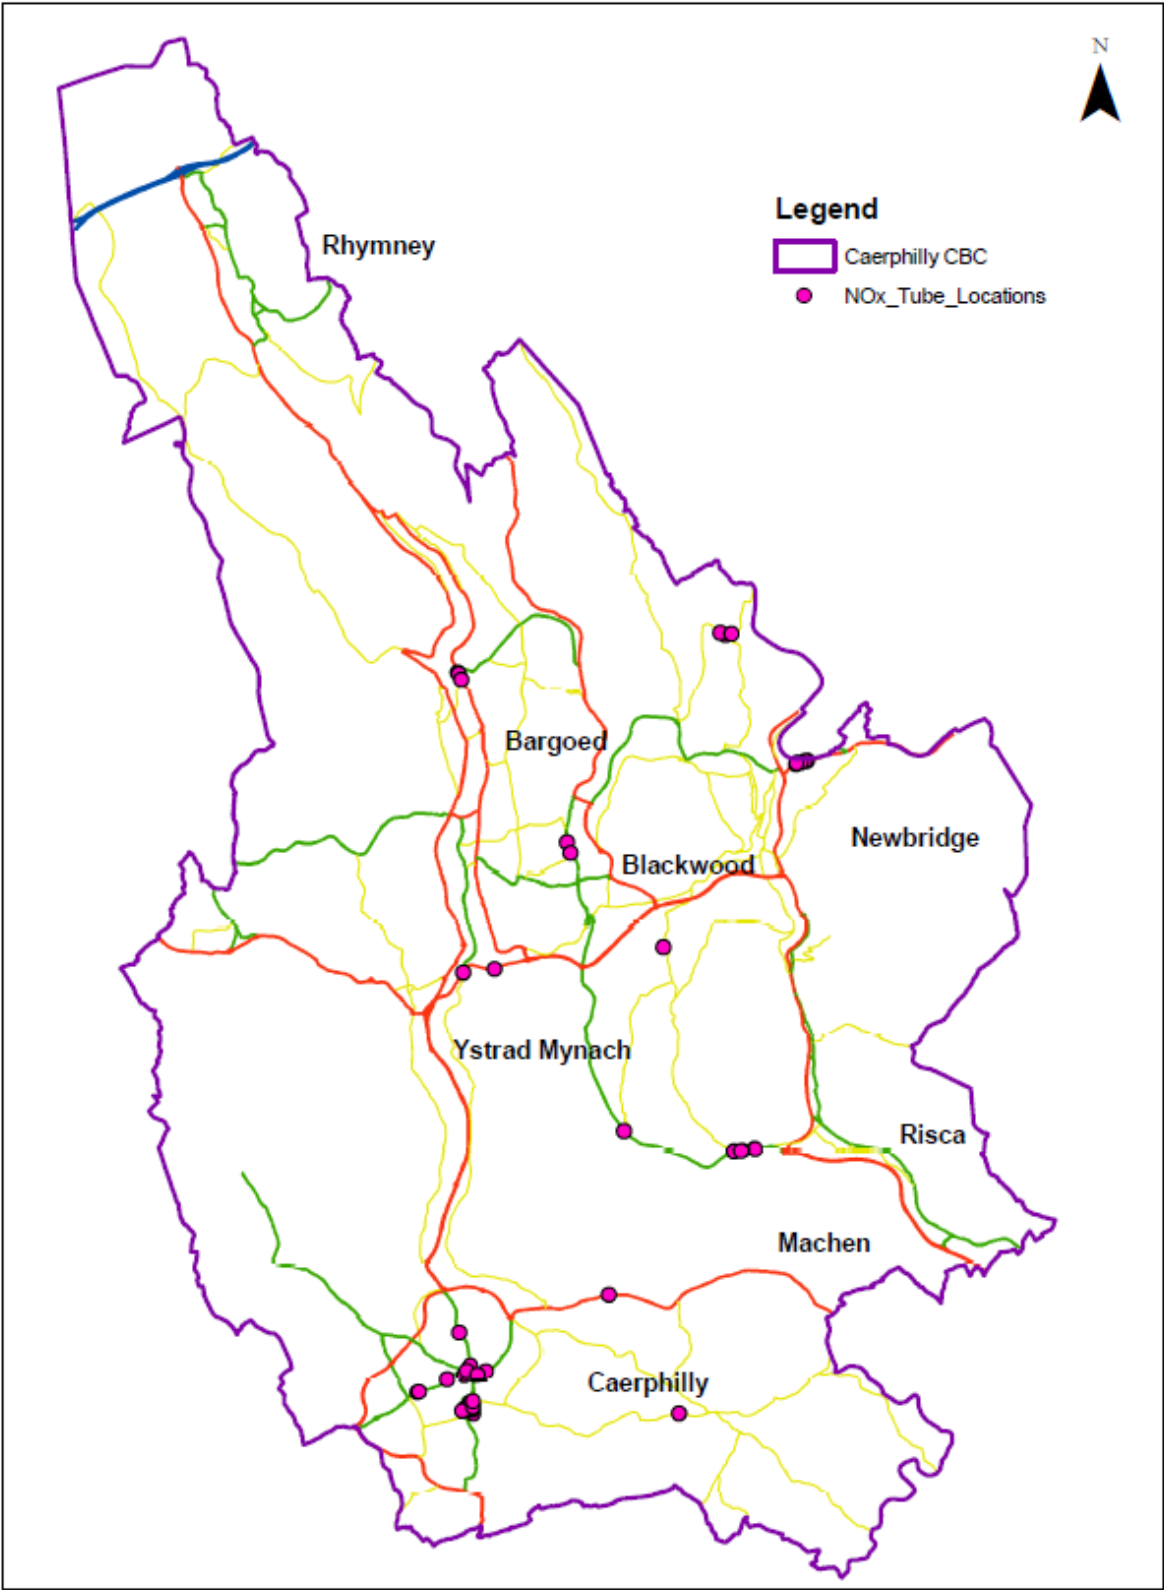 N
Legend
Caerphilly CBC
NOx_Tube_Locations
Rhymney
Bargoed
Newbridge
Blackwood
Ystrad Mynach
Risca
Machen
Caerphilly